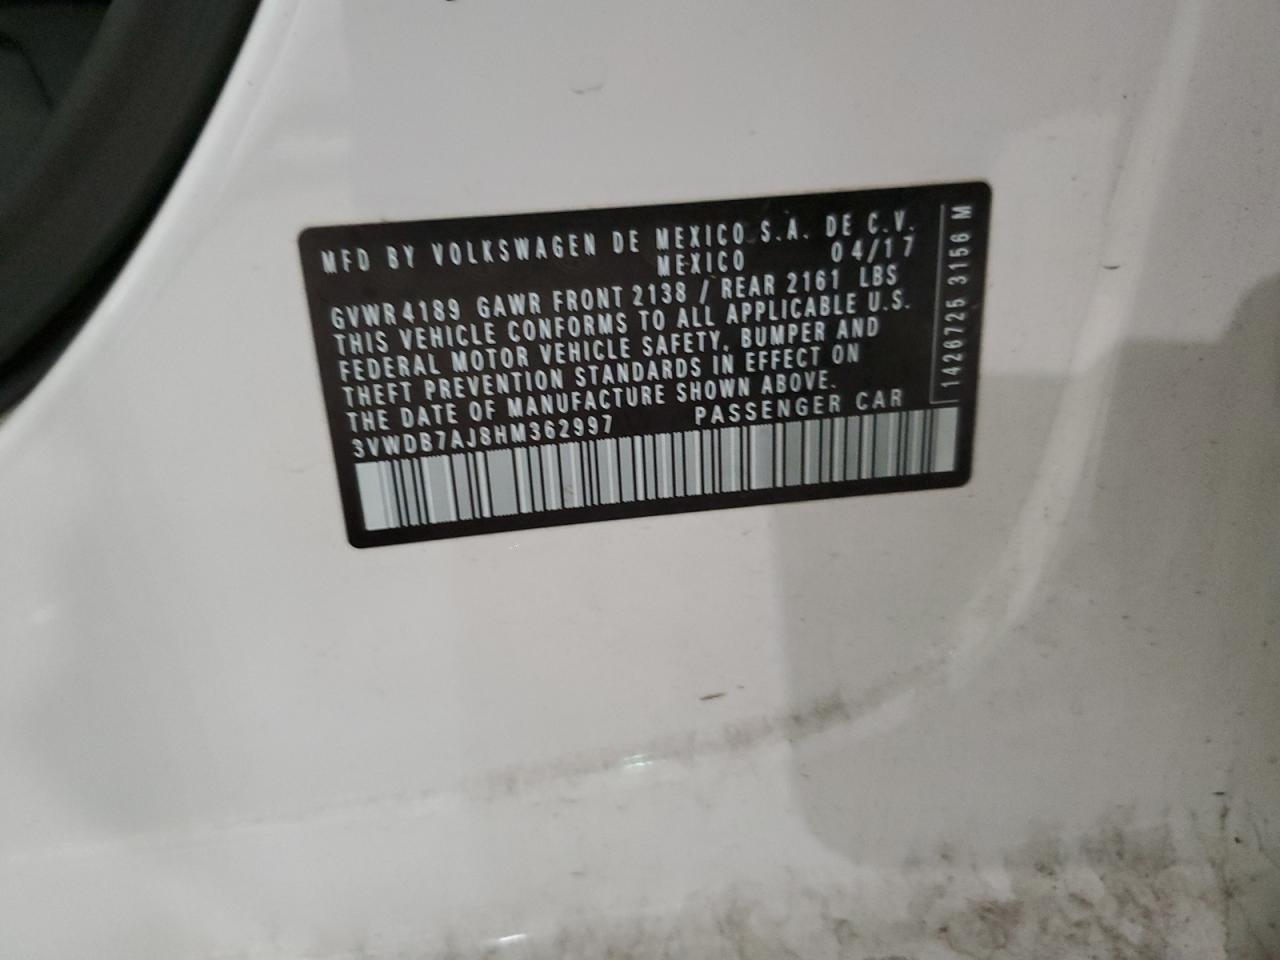 MFD BY VOLKSWAGEN DE MEXICO S.A. DE C.V.
MEXICO 04/17
GVWR 4189 GAWR FRONT 2138 / REAR 2161 LBS
THIS VEHICLE CONFORMS TO ALL APPLICABLE U.S.
FEDERAL MOTOR VEHICLE SAFETY, BUMPER AND
THEFT PREVENTION STANDARDS IN EFFECT ON
THE DATE OF MANUFACTURE SHOWN ABOVE.
3VWDB7AJ8HM362997 PASSENGER CAR
1426725 3156 M